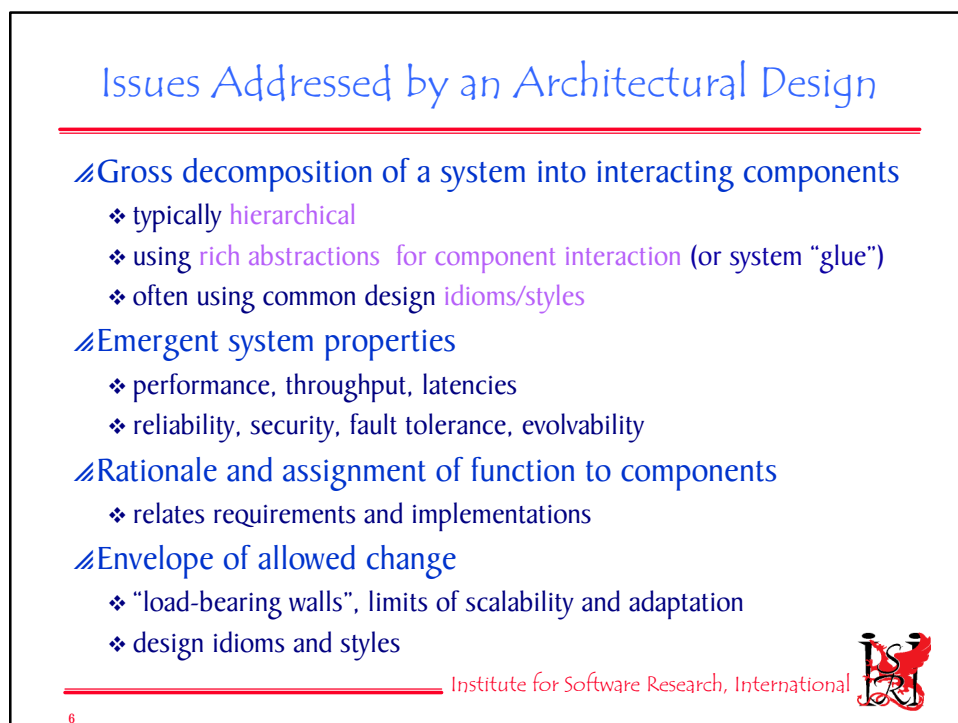 Issues Addressed by an Architectural Design
Gross decomposition of a system into interacting components
❖ typically hierarchical
❖ using rich abstractions for component interaction (or system “glue”)
❖ often using common design idioms/styles
Emergent system properties
❖ performance, throughput, latencies
❖ reliability, security, fault tolerance, evolvability
Rationale and assignment of function to components
❖ relates requirements and implementations
Envelope of allowed change
❖ “load-bearing walls”, limits of scalability and adaptation
❖ design idioms and styles
Institute for Software Research, International
ISRI
6